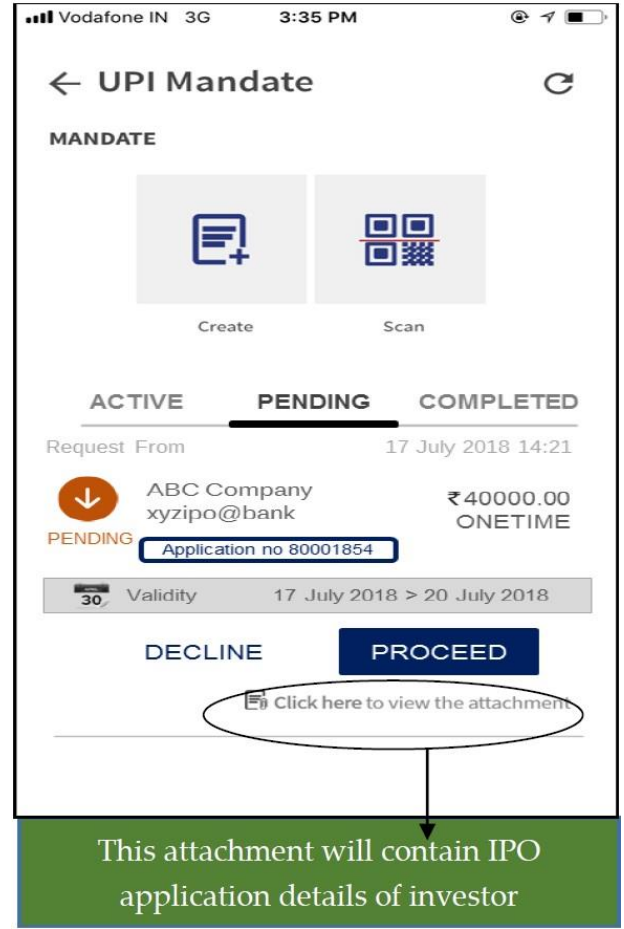 Vodafone IN 3G 3:35 PM
← UPI Mandate
MANDATE
Create Scan
ACTIVE PENDING COMPLETED
Request From 17 July 2018 14:21
ABC Company ₹40000.00
xyzipo@bank ONETIME
PENDING
Application no 80001854
30 Validity 17 July 2018 > 20 July 2018
DECLINE PROCEED
Click here to view the attachment
This attachment will contain IPO
application details of investor